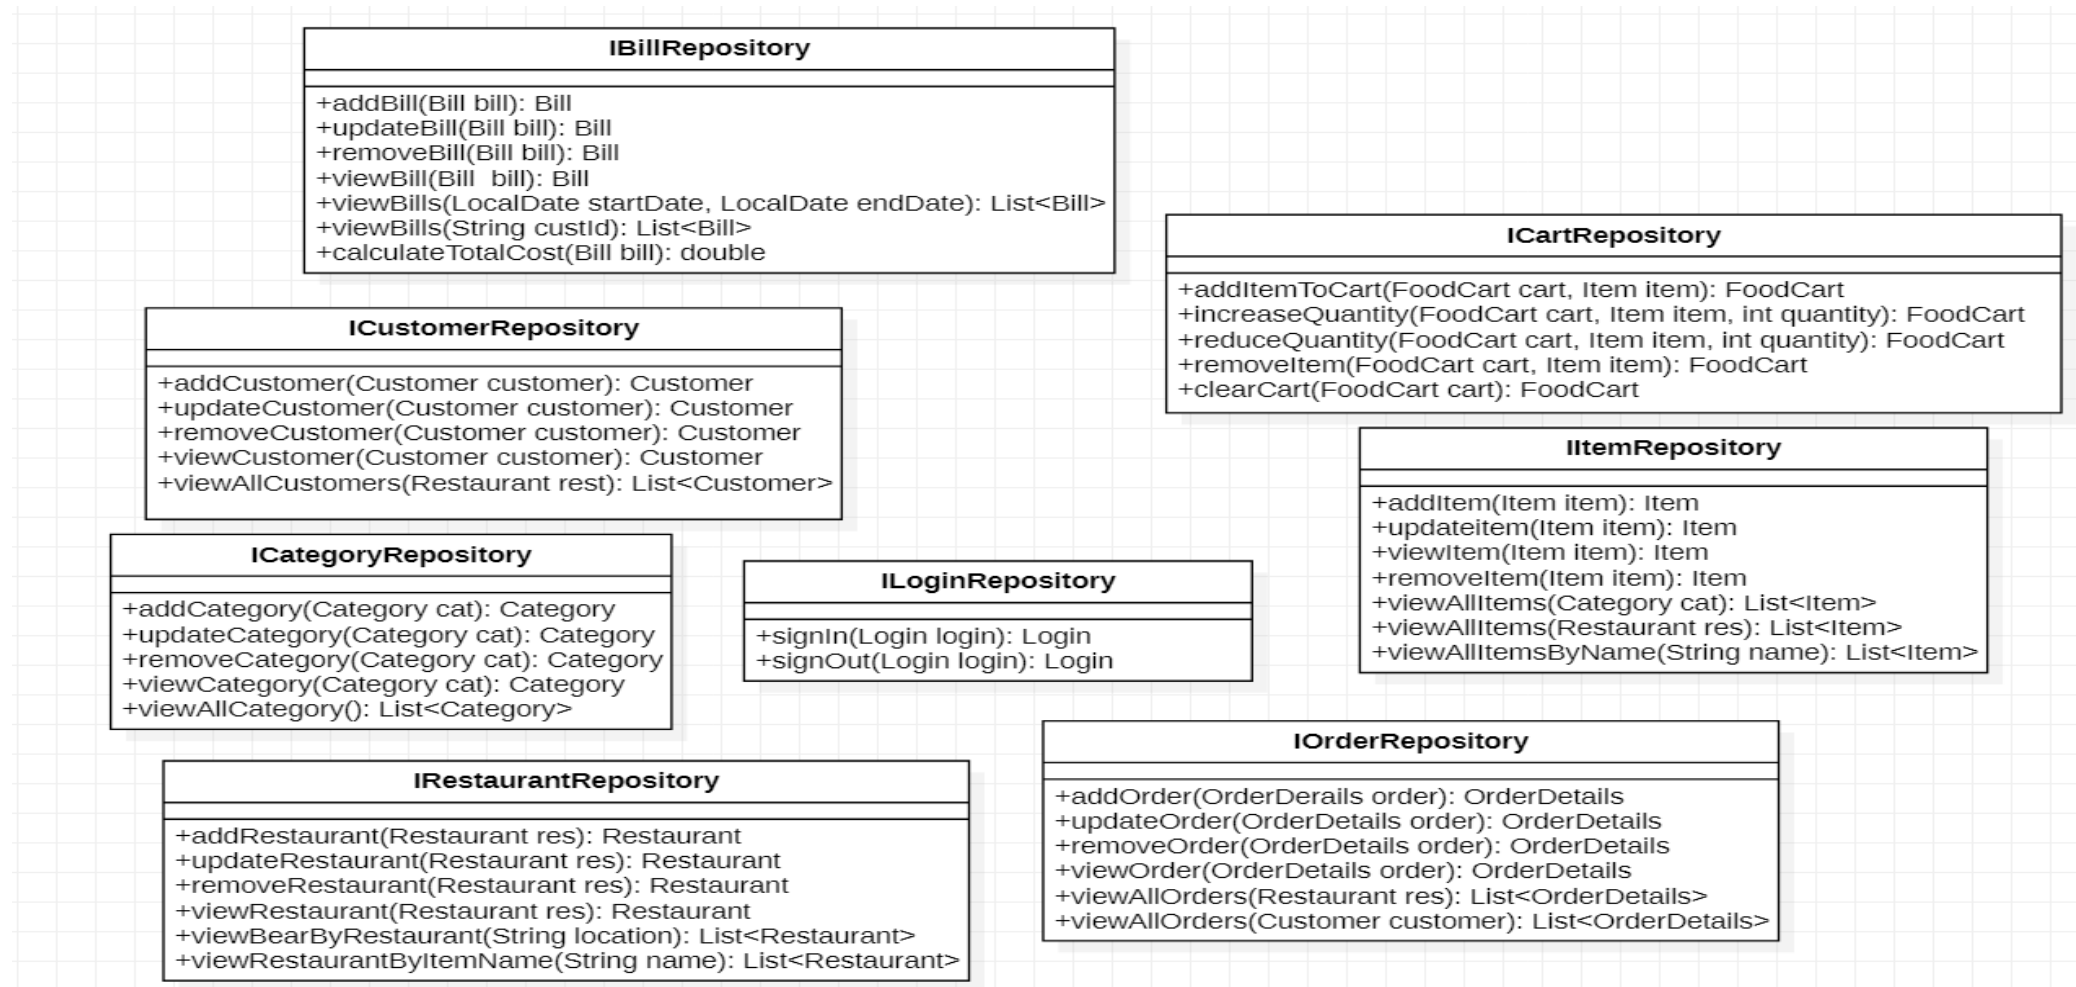 IBillRepository
+addBill(Bill bill): Bill
+updateBill(Bill bill): Bill
+removeBill(Bill bill): Bill
+viewBill(Bill  bill): Bill
+viewBills(LocalDate startDate, LocalDate endDate): List<Bill>
+viewBills(String custId): List<Bill>
+calculateTotalCost(Bill bill): double
ICartRepository
+addItemToCart(FoodCart cart, Item item): FoodCart
+increaseQuantity(FoodCart cart, Item item, int quantity): FoodCart
+reduceQuantity(FoodCart cart, Item item, int quantity): FoodCart
+removeItem(FoodCart cart, Item item): FoodCart
+clearCart(FoodCart cart): FoodCart
ICustomerRepository
+addCustomer(Customer customer): Customer
+updateCustomer(Customer customer): Customer
+removeCustomer(Customer customer): Customer
+viewCustomer(Customer customer): Customer
+viewAllCustomers(Restaurant rest): List<Customer>
IItemRepository
+addItem(Item item): Item
+updateitem(Item item): Item
+viewItem(Item item): Item
+removeItem(Item item): Item
+viewAllItems(Category cat): List<Item>
+viewAllItems(Restaurant res): List<Item>
+viewAllItemsByName(String name): List<Item>
ICategoryRepository
+addCategory(Category cat): Category
+updateCategory(Category cat): Category
+removeCategory(Category cat): Category
+viewCategory(Category cat): Category
+viewAllCategory(): List<Category>
ILoginRepository
+signIn(Login login): Login
+signOut(Login login): Login
IOrderRepository
+addOrder(OrderDerails order): OrderDetails
+updateOrder(OrderDetails order): OrderDetails
+removeOrder(OrderDetails order): OrderDetails
+viewOrder(OrderDetails order): OrderDetails
+viewAllOrders(Restaurant res): List<OrderDetails>
+viewAllOrders(Customer customer): List<OrderDetails>
IRestaurantRepository
+addRestaurant(Restaurant res): Restaurant
+updateRestaurant(Restaurant res): Restaurant
+removeRestaurant(Restaurant res): Restaurant
+viewRestaurant(Restaurant res): Restaurant
+viewBearByRestaurant(String location): List<Restaurant>
+viewRestaurantByItemName(String name): List<Restaurant>